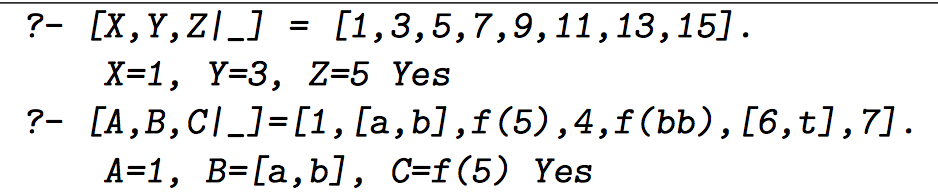 ?- [X,Y,Z|_] = [1,3,5,7,9,11,13,15].
X=1, Y=3, Z=5 Yes
?- [A,B,C|_]=[1,[a,b],f(5),4,f(bb),[6,t],7].
A=1, B=[a,b], C=f(5) Yes